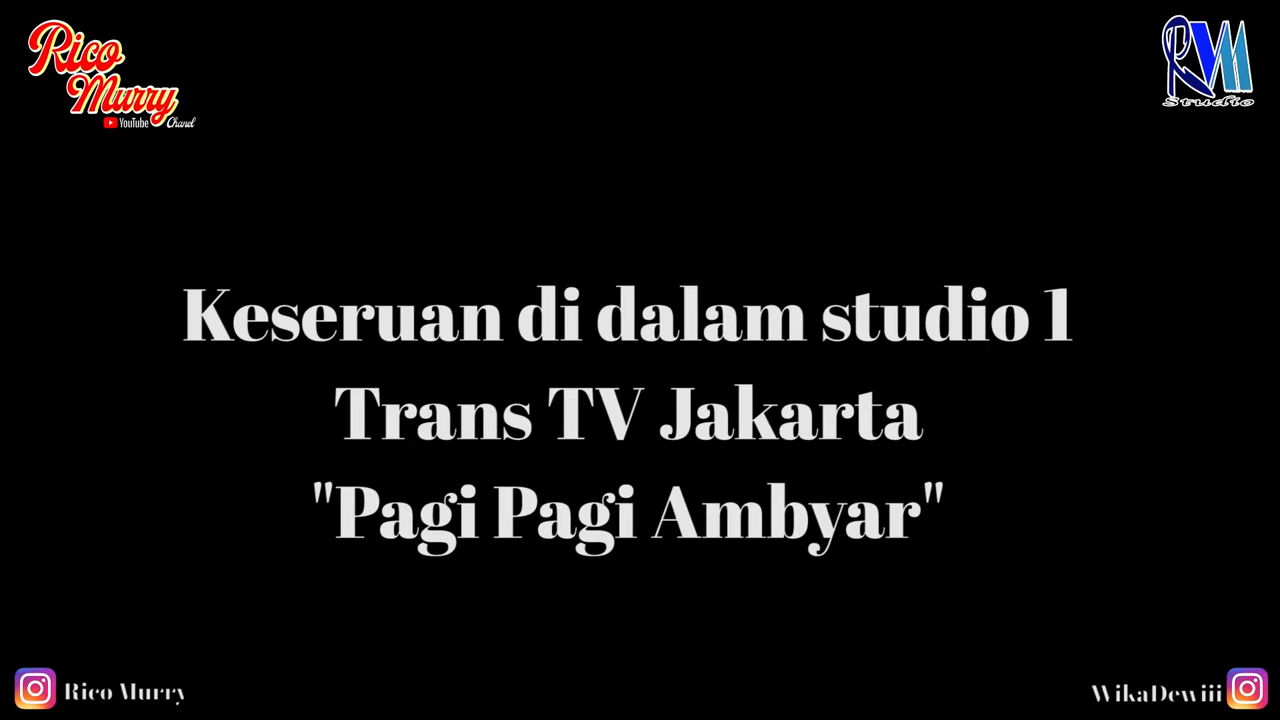 Rico
Murry
YouTube Chanel
RM
Studio
Keseruan di dalam studio 1
Trans TV Jakarta
"Pagi Pagi Ambyar"
Rico Murry
WikaDewiii